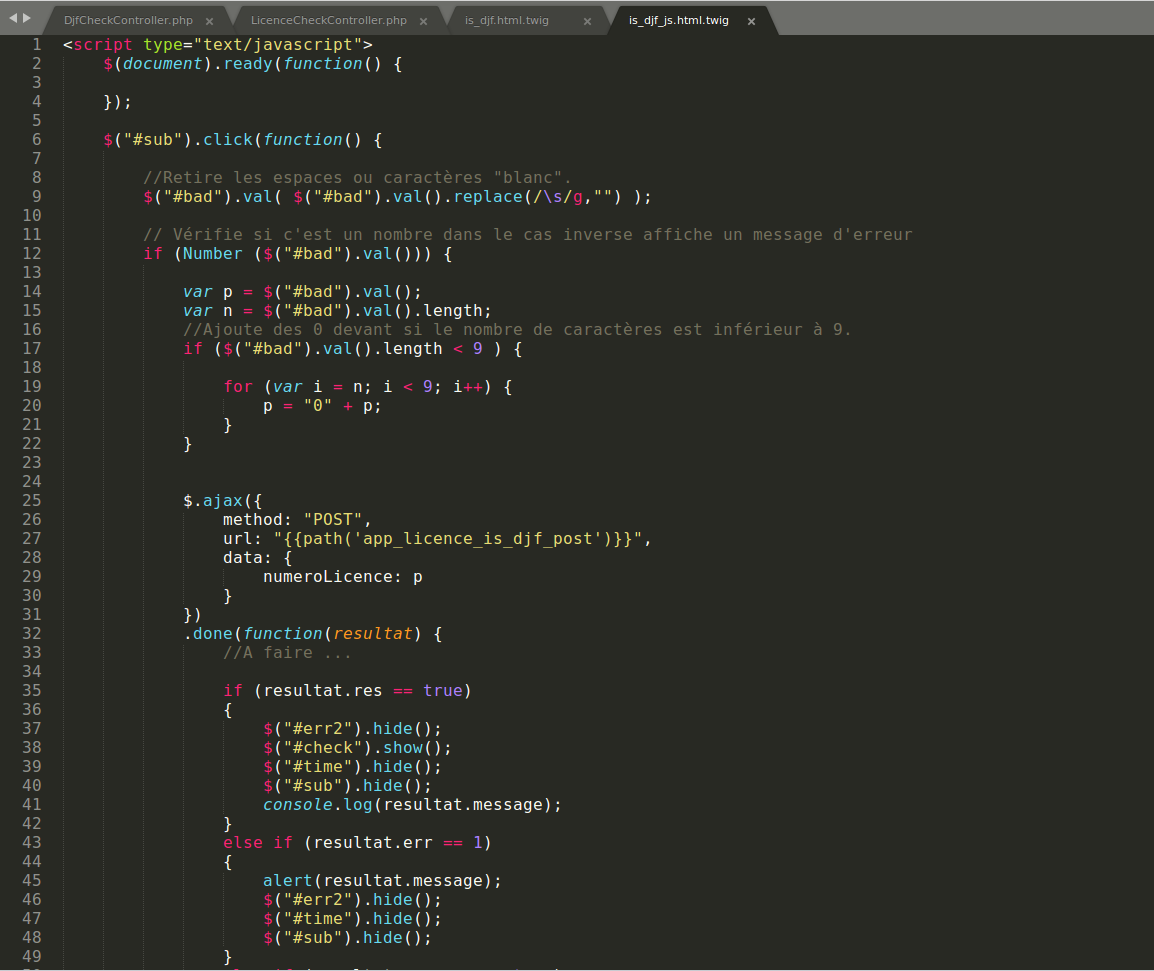 DjfCheckController.php × LicenceCheckController.php × is_djf.html.twig × is_djf_js.html.twig ×
1 <script type="text/javascript">
2     $(document).ready(function() {
3
4     });
5
6     $("#sub").click(function() {
7
8         //Retire les espaces ou caractères "blanc".
9         $("#bad").val( $("#bad").val().replace(/\s/g,"") );
10
11         // Vérifie si c'est un nombre dans le cas inverse affiche un message d'erreur
12         if (Number ($("#bad").val())) {
13
14             var p = $("#bad").val();
15             var n = $("#bad").val().length;
16             //Ajoute des 0 devant si le nombre de caractères est inférieur à 9.
17             if ($("#bad").val().length < 9 ) {
18
19                 for (var i = n; i < 9; i++) {
20                     p = "0" + p;
21                 }
22             }
23
24
25             $.ajax({
26                 method: "POST",
27                 url: "{{path('app_licence_is_djf_post')}}",
28                 data: {
29                     numeroLicence: p
30                 }
31             })
32             .done(function(resultat) {
33                 //A faire ...
34
35                 if (resultat.res == true)
36                 {
37                     $("#err2").hide();
38                     $("#check").show();
39                     $("#time").hide();
40                     $("#sub").hide();
41                     console.log(resultat.message);
42                 }
43                 else if (resultat.err == 1)
44                 {
45                     alert(resultat.message);
46                     $("#err2").hide();
47                     $("#time").hide();
48                     $("#sub").hide();
49                 }